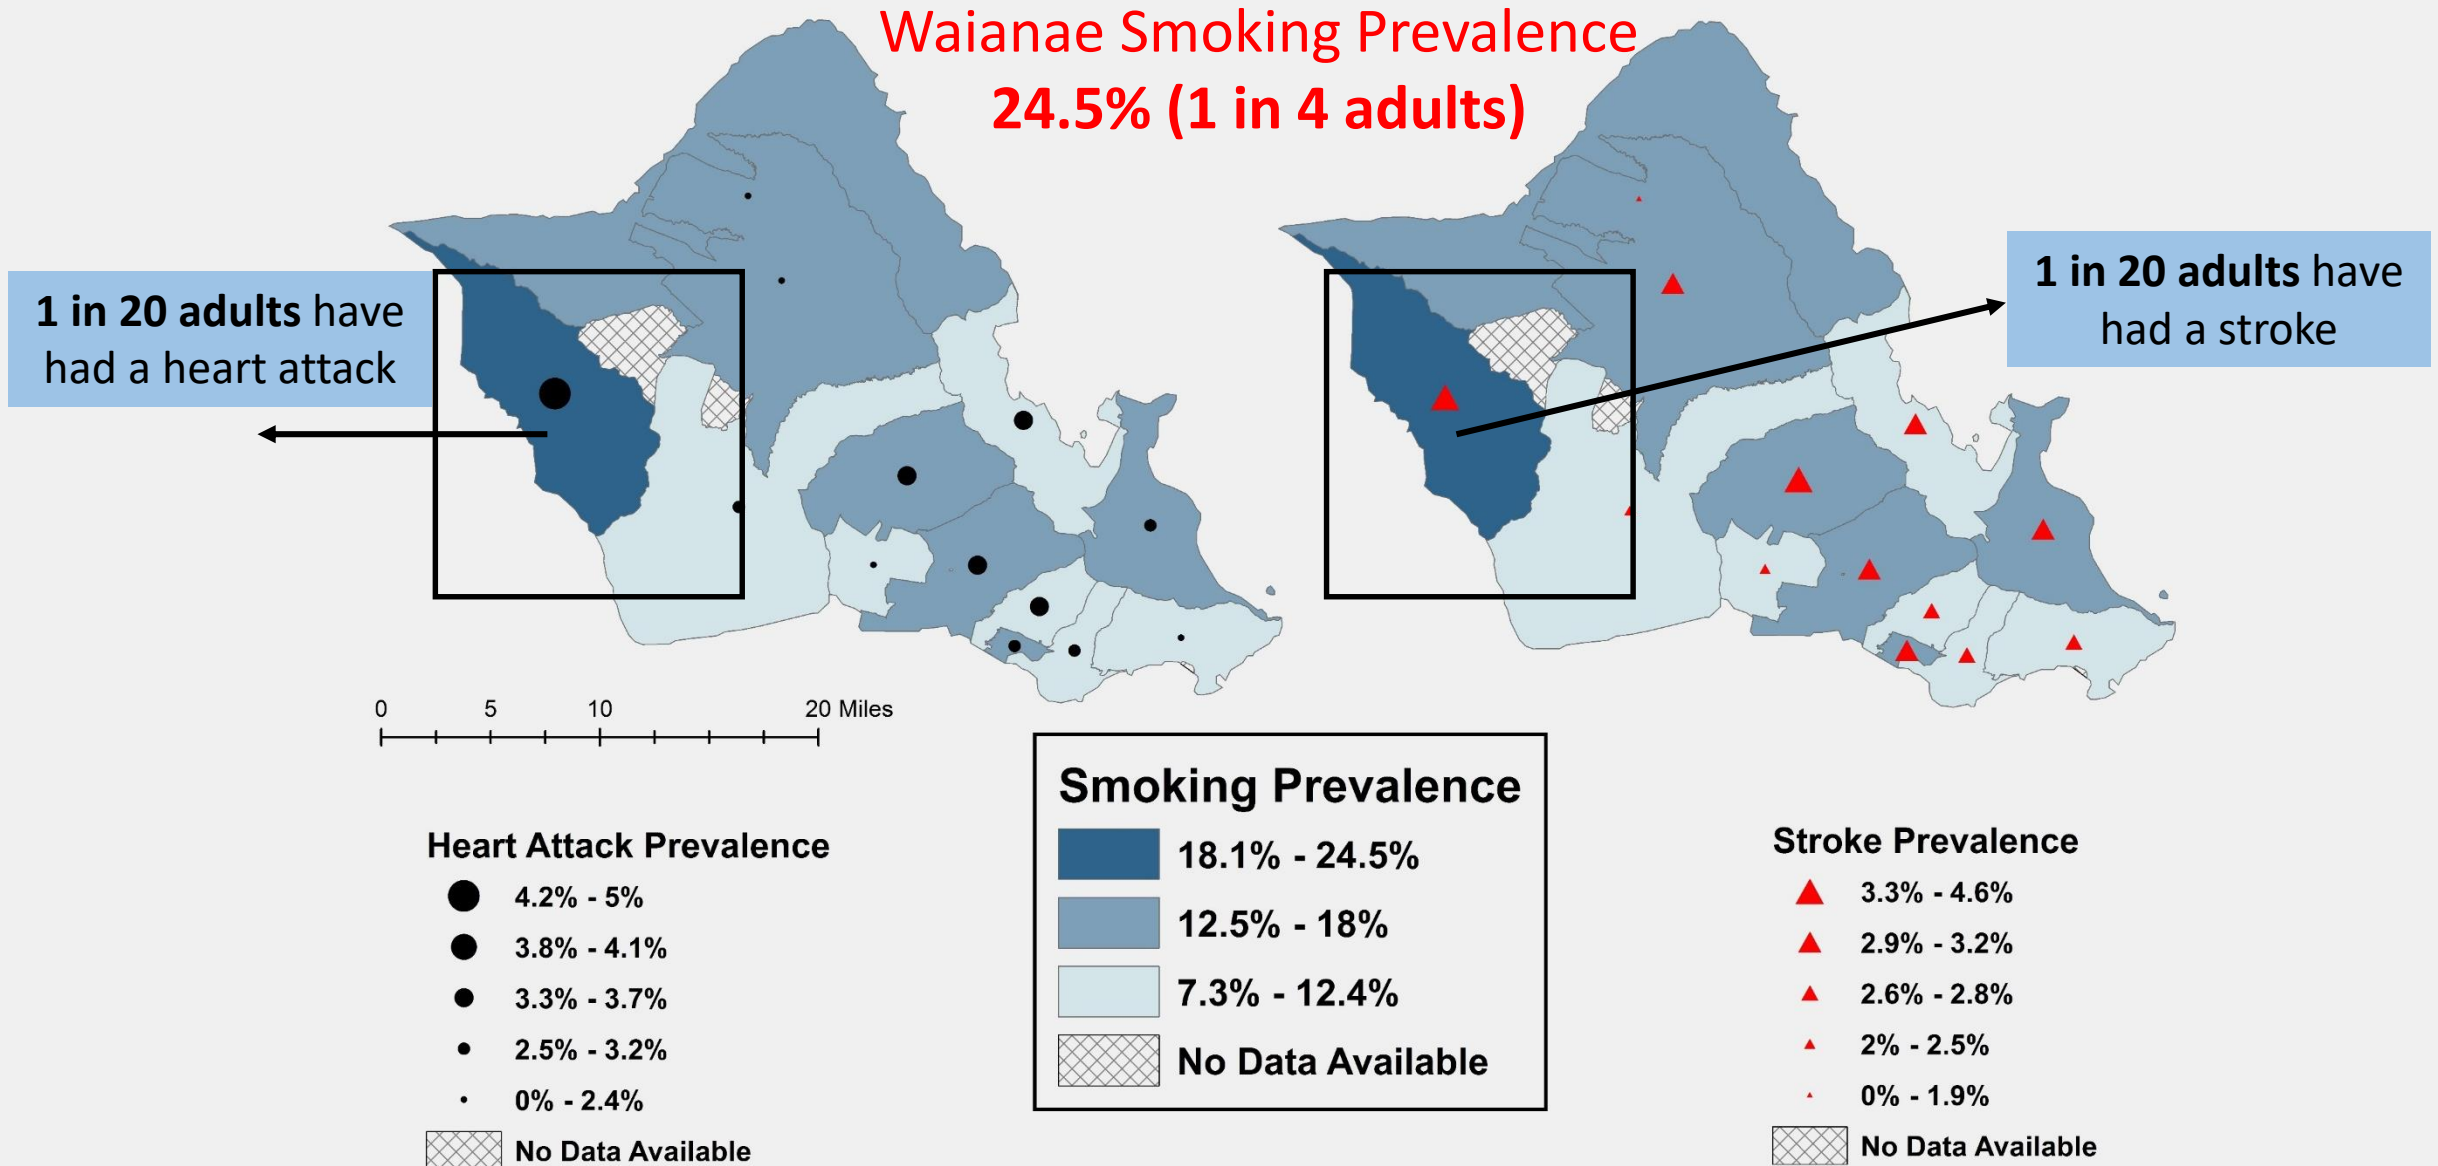 Waianae Smoking Prevalence
24.5% (1 in 4 adults)
1 in 20 adults have
had a heart attack
1 in 20 adults have
had a stroke
0 5 10 20 Miles
Heart Attack Prevalence
4.2% - 5%
3.8% - 4.1%
3.3% - 3.7%
2.5% - 3.2%
0% - 2.4%
No Data Available
Smoking Prevalence
18.1% - 24.5%
12.5% - 18%
7.3% - 12.4%
No Data Available
Stroke Prevalence
3.3% - 4.6%
2.9% - 3.2%
2.6% - 2.8%
2% - 2.5%
0% - 1.9%
No Data Available